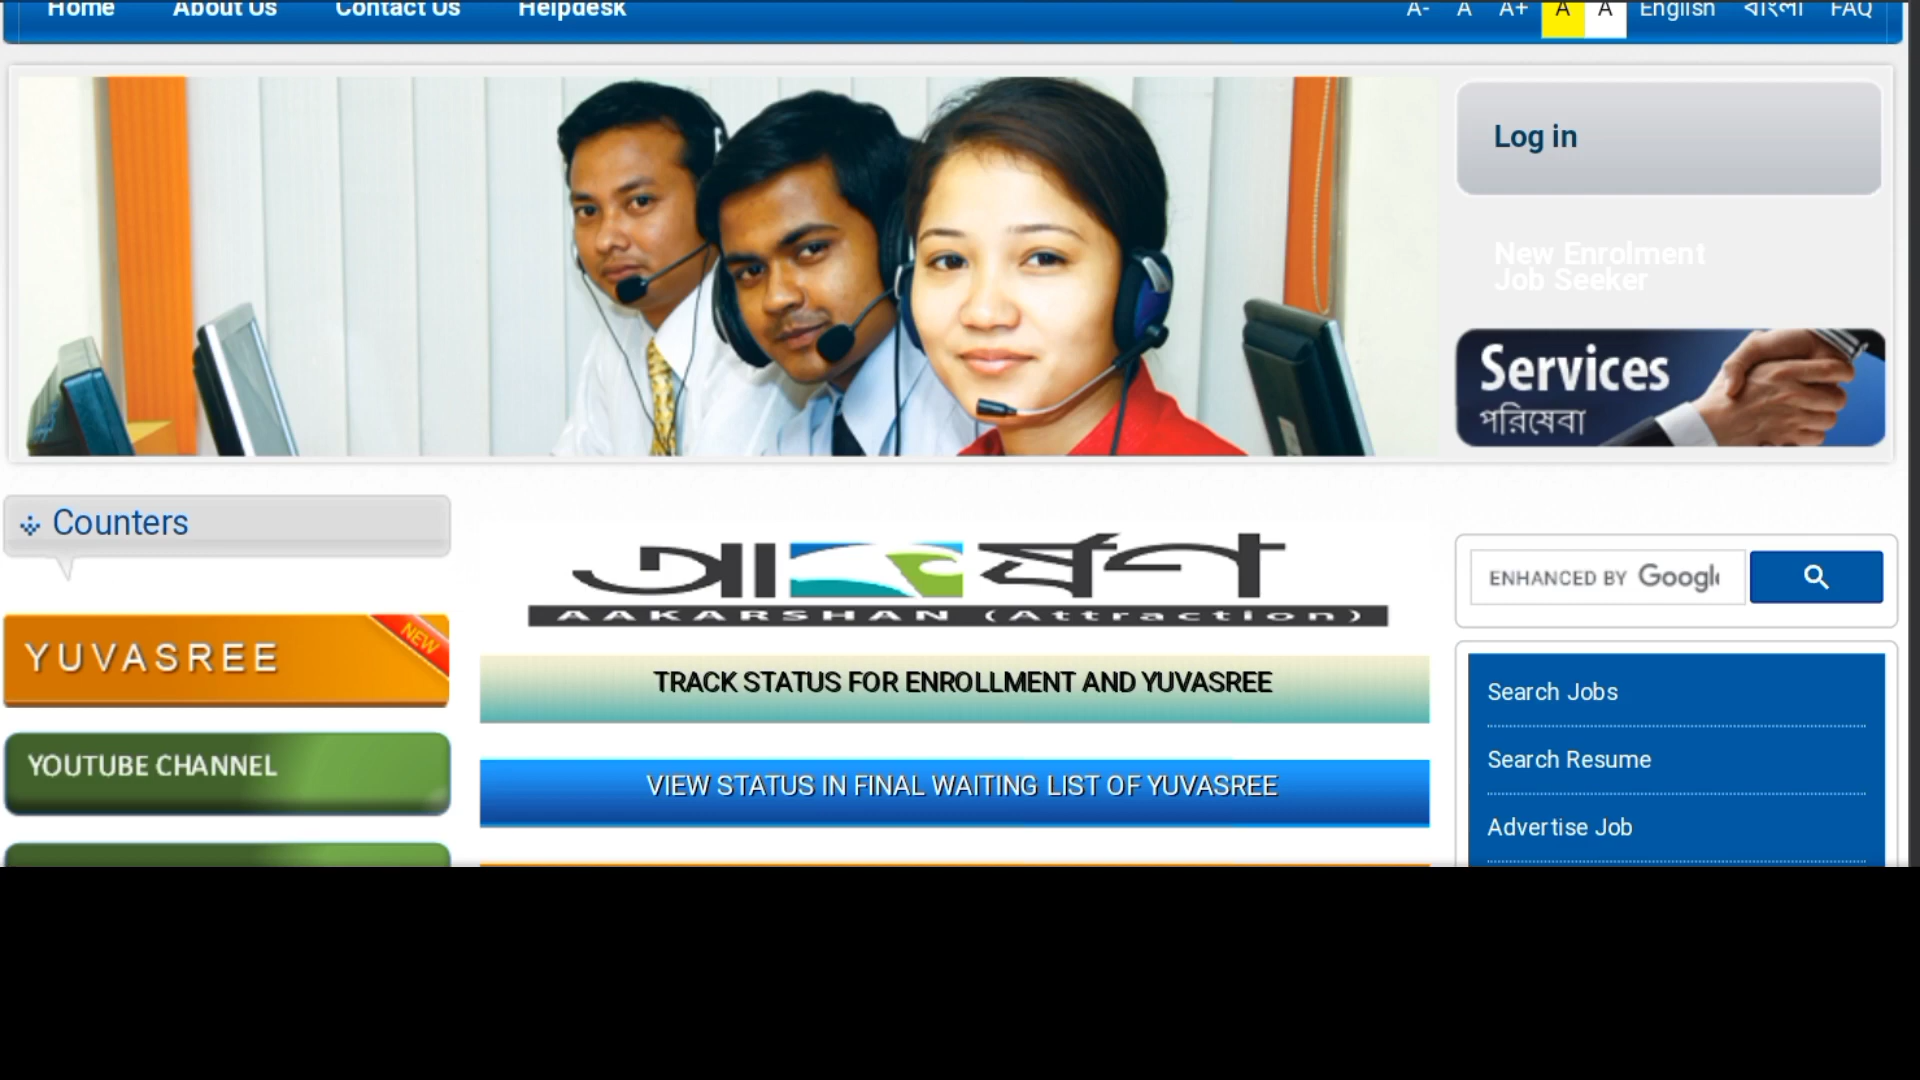 Home About Us Contact Us Helpdesk
A- A A+ A A English বাংলা FAQ
Log in
New Enrolment
Job Seeker
Services
পরিষেবা
Counters
YUVASREE
NEW
YOUTUBE CHANNEL
আকর্ষণ
AAKARSHAN (Attraction)
TRACK STATUS FOR ENROLLMENT AND YUVASREE
VIEW STATUS IN FINAL WAITING LIST OF YUVASREE
ENHANCED BY Google
Search Jobs
Search Resume
Advertise Job